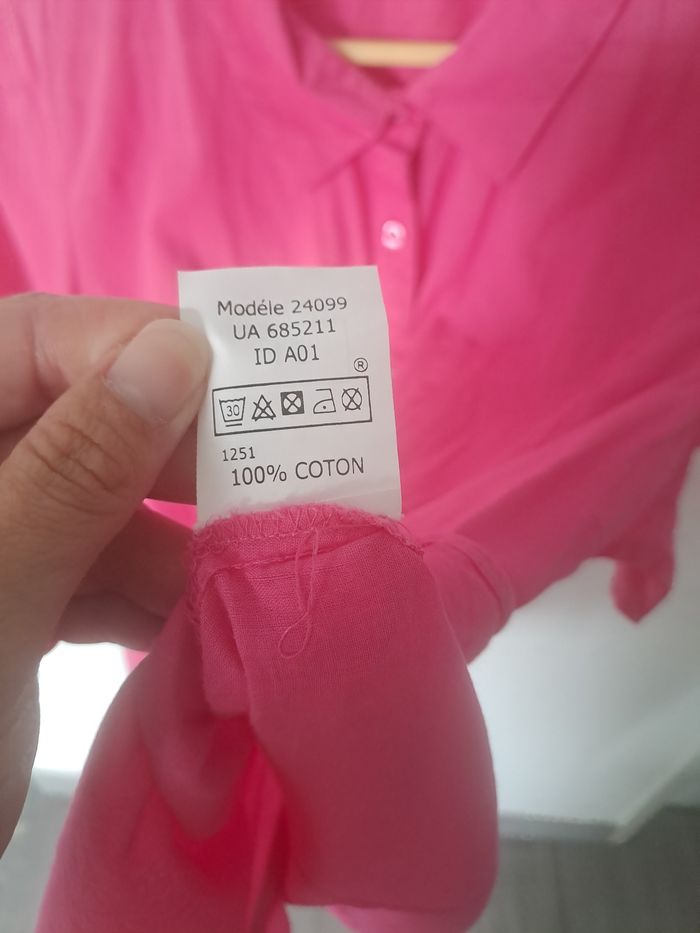 Modéle 24099
UA 685211
ID A01
®
30
1251
100% COTON